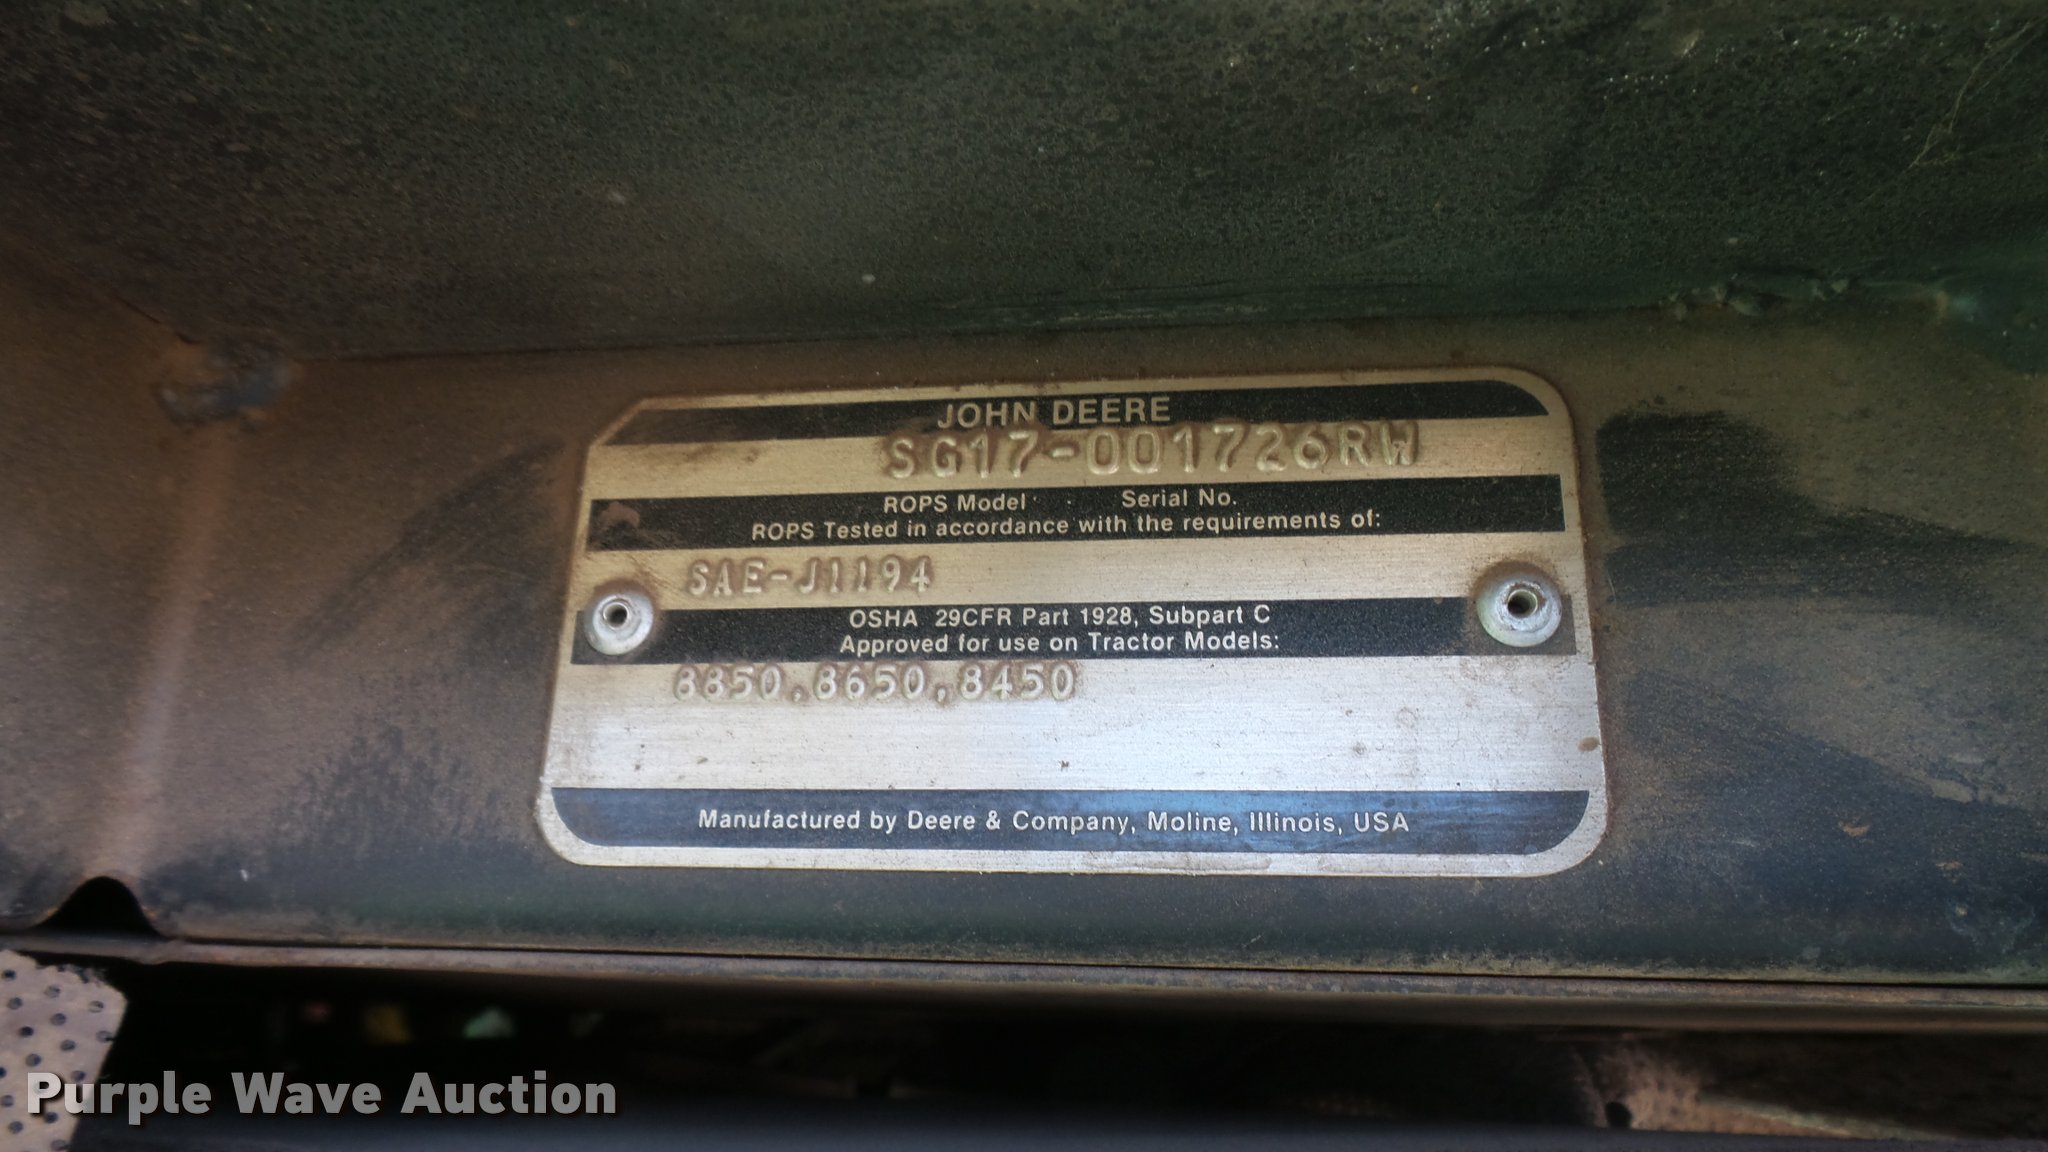 JOHN DEERE
SG17-001726RW
ROPS Model Serial No.
ROPS Tested in accordance with the requirements of:
SAE-J1194
OSHA 29CFR Part 1928, Subpart C
Approved for use on Tractor Models:
8850,8650,8450
Manufactured by Deere & Company, Moline, Illinois, USA
Purple Wave Auction